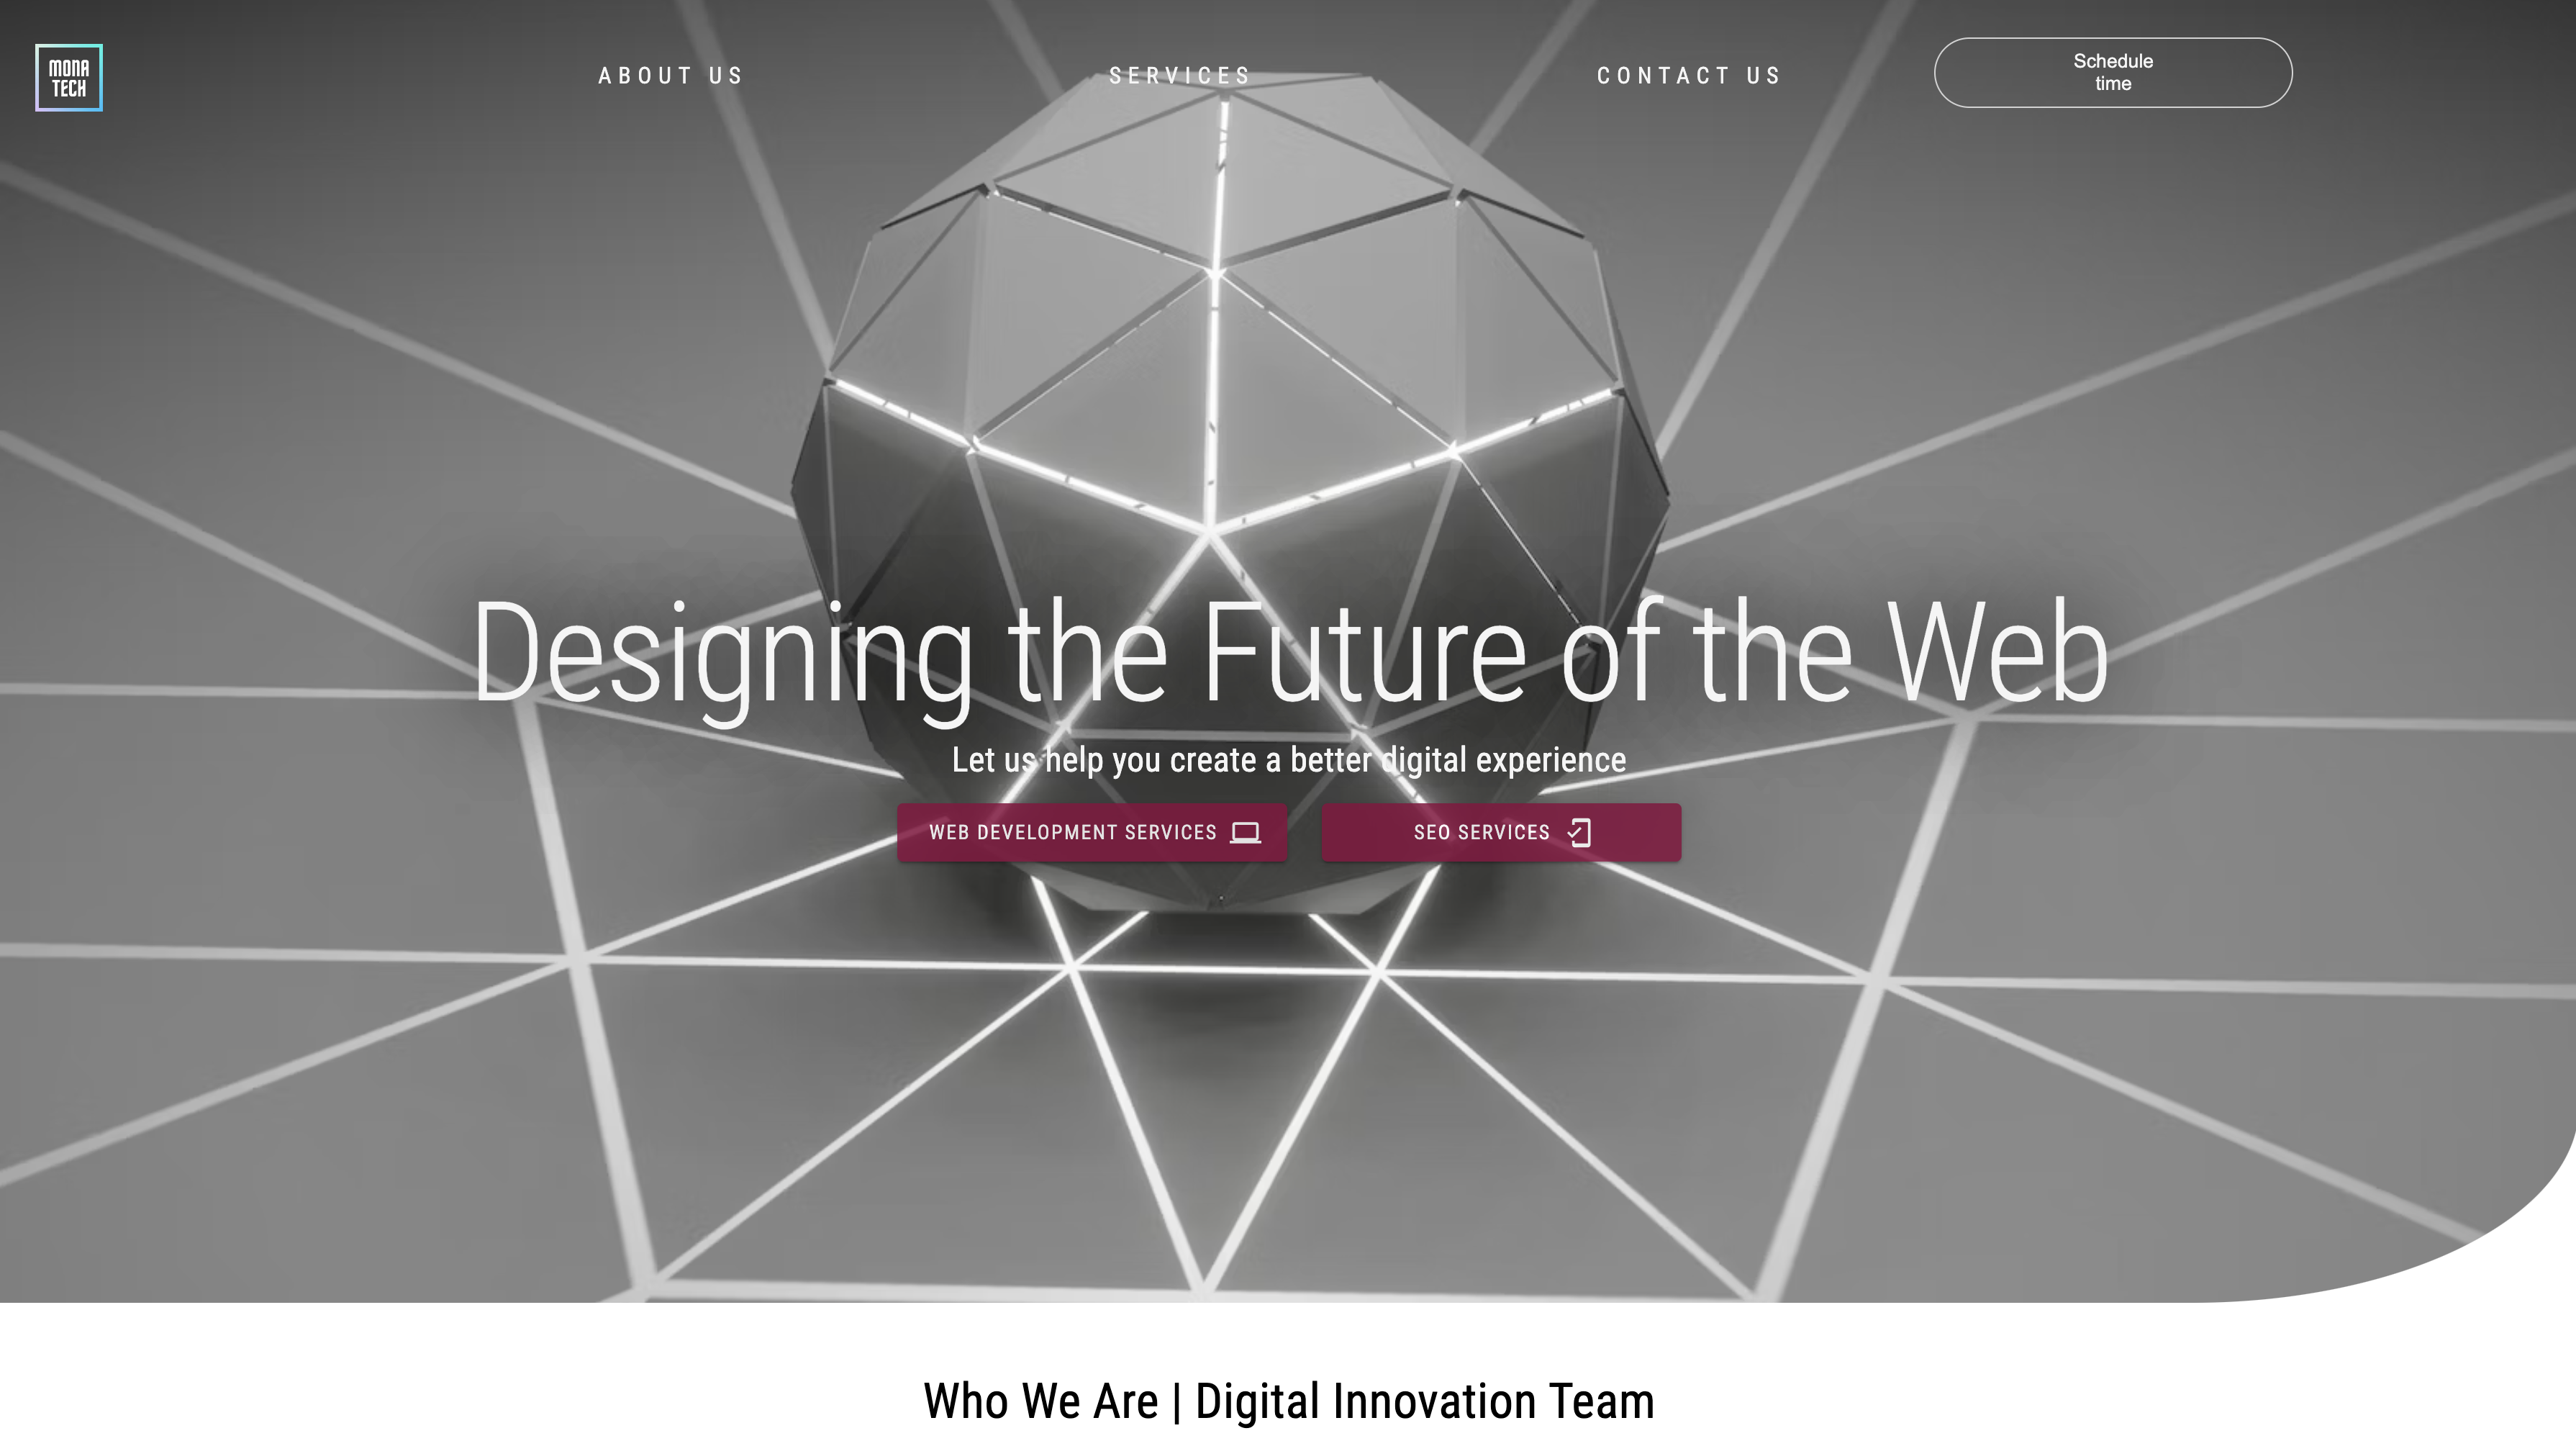 MONA
TECH
ABOUT US
SERVICES
CONTACT US
Schedule
time
Designing the Future of the Web
Let us help you create a better digital experience
WEB DEVELOPMENT SERVICES
SEO SERVICES
Who We Are | Digital Innovation Team